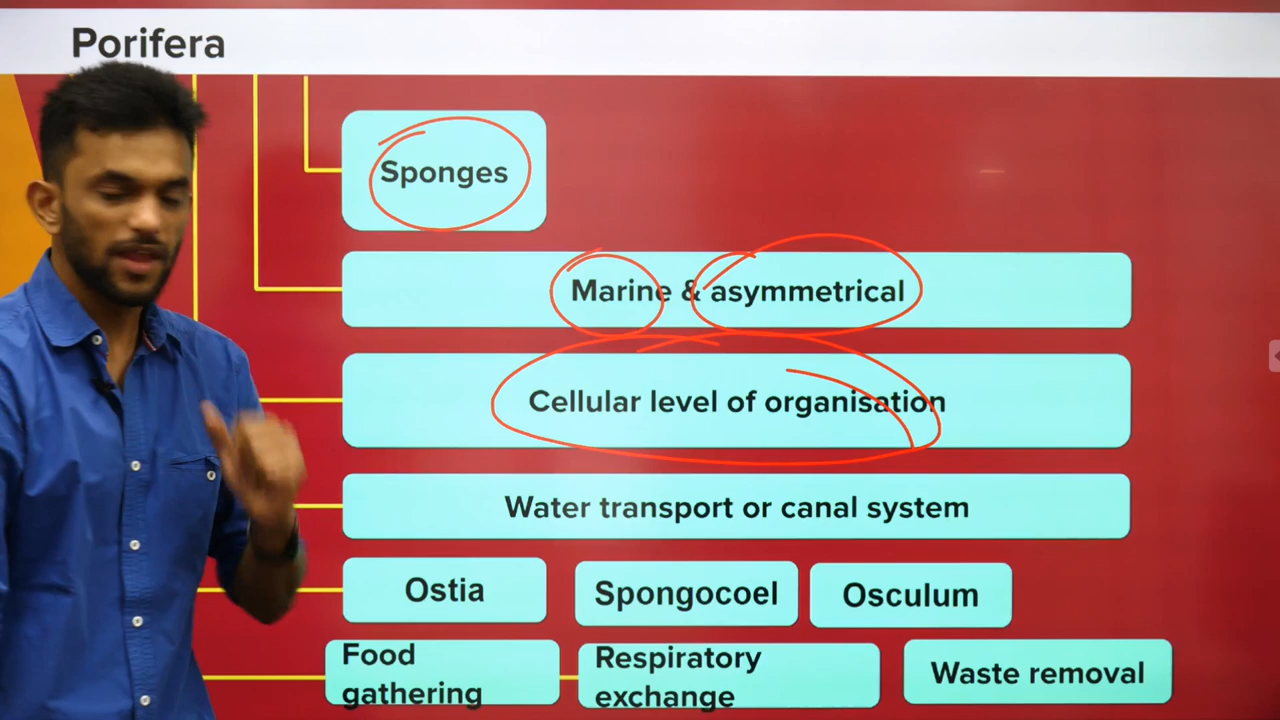 Porifera
Sponges
Marine & asymmetrical
Cellular level of organisation
Water transport or canal system
Ostia
Spongocoel
Osculum
Food
gathering
Respiratory
exchange
Waste removal